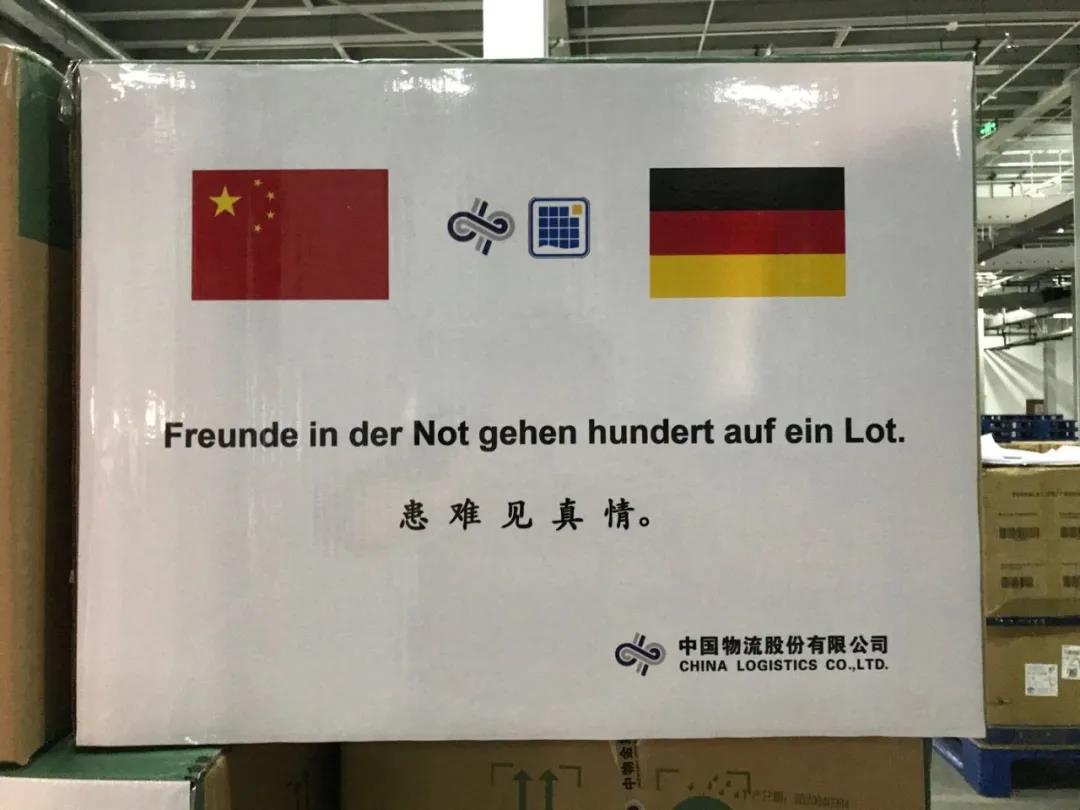 Freunde in der Not gehen hundert auf ein Lot.
患难见真情。
中国物流股份有限公司
CHINA LOGISTICS CO.,LTD.